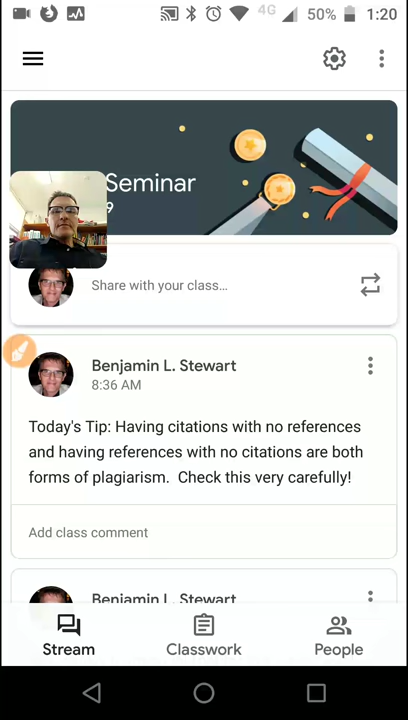 4G 50% 1:20
Seminar
9
Share with your class...
Benjamin L. Stewart
8:36 AM
Today's Tip: Having citations with no references
and having references with no citations are both
forms of plagiarism. Check this very carefully!
Add class comment
Benjamin L. Stewart
Stream Classwork People